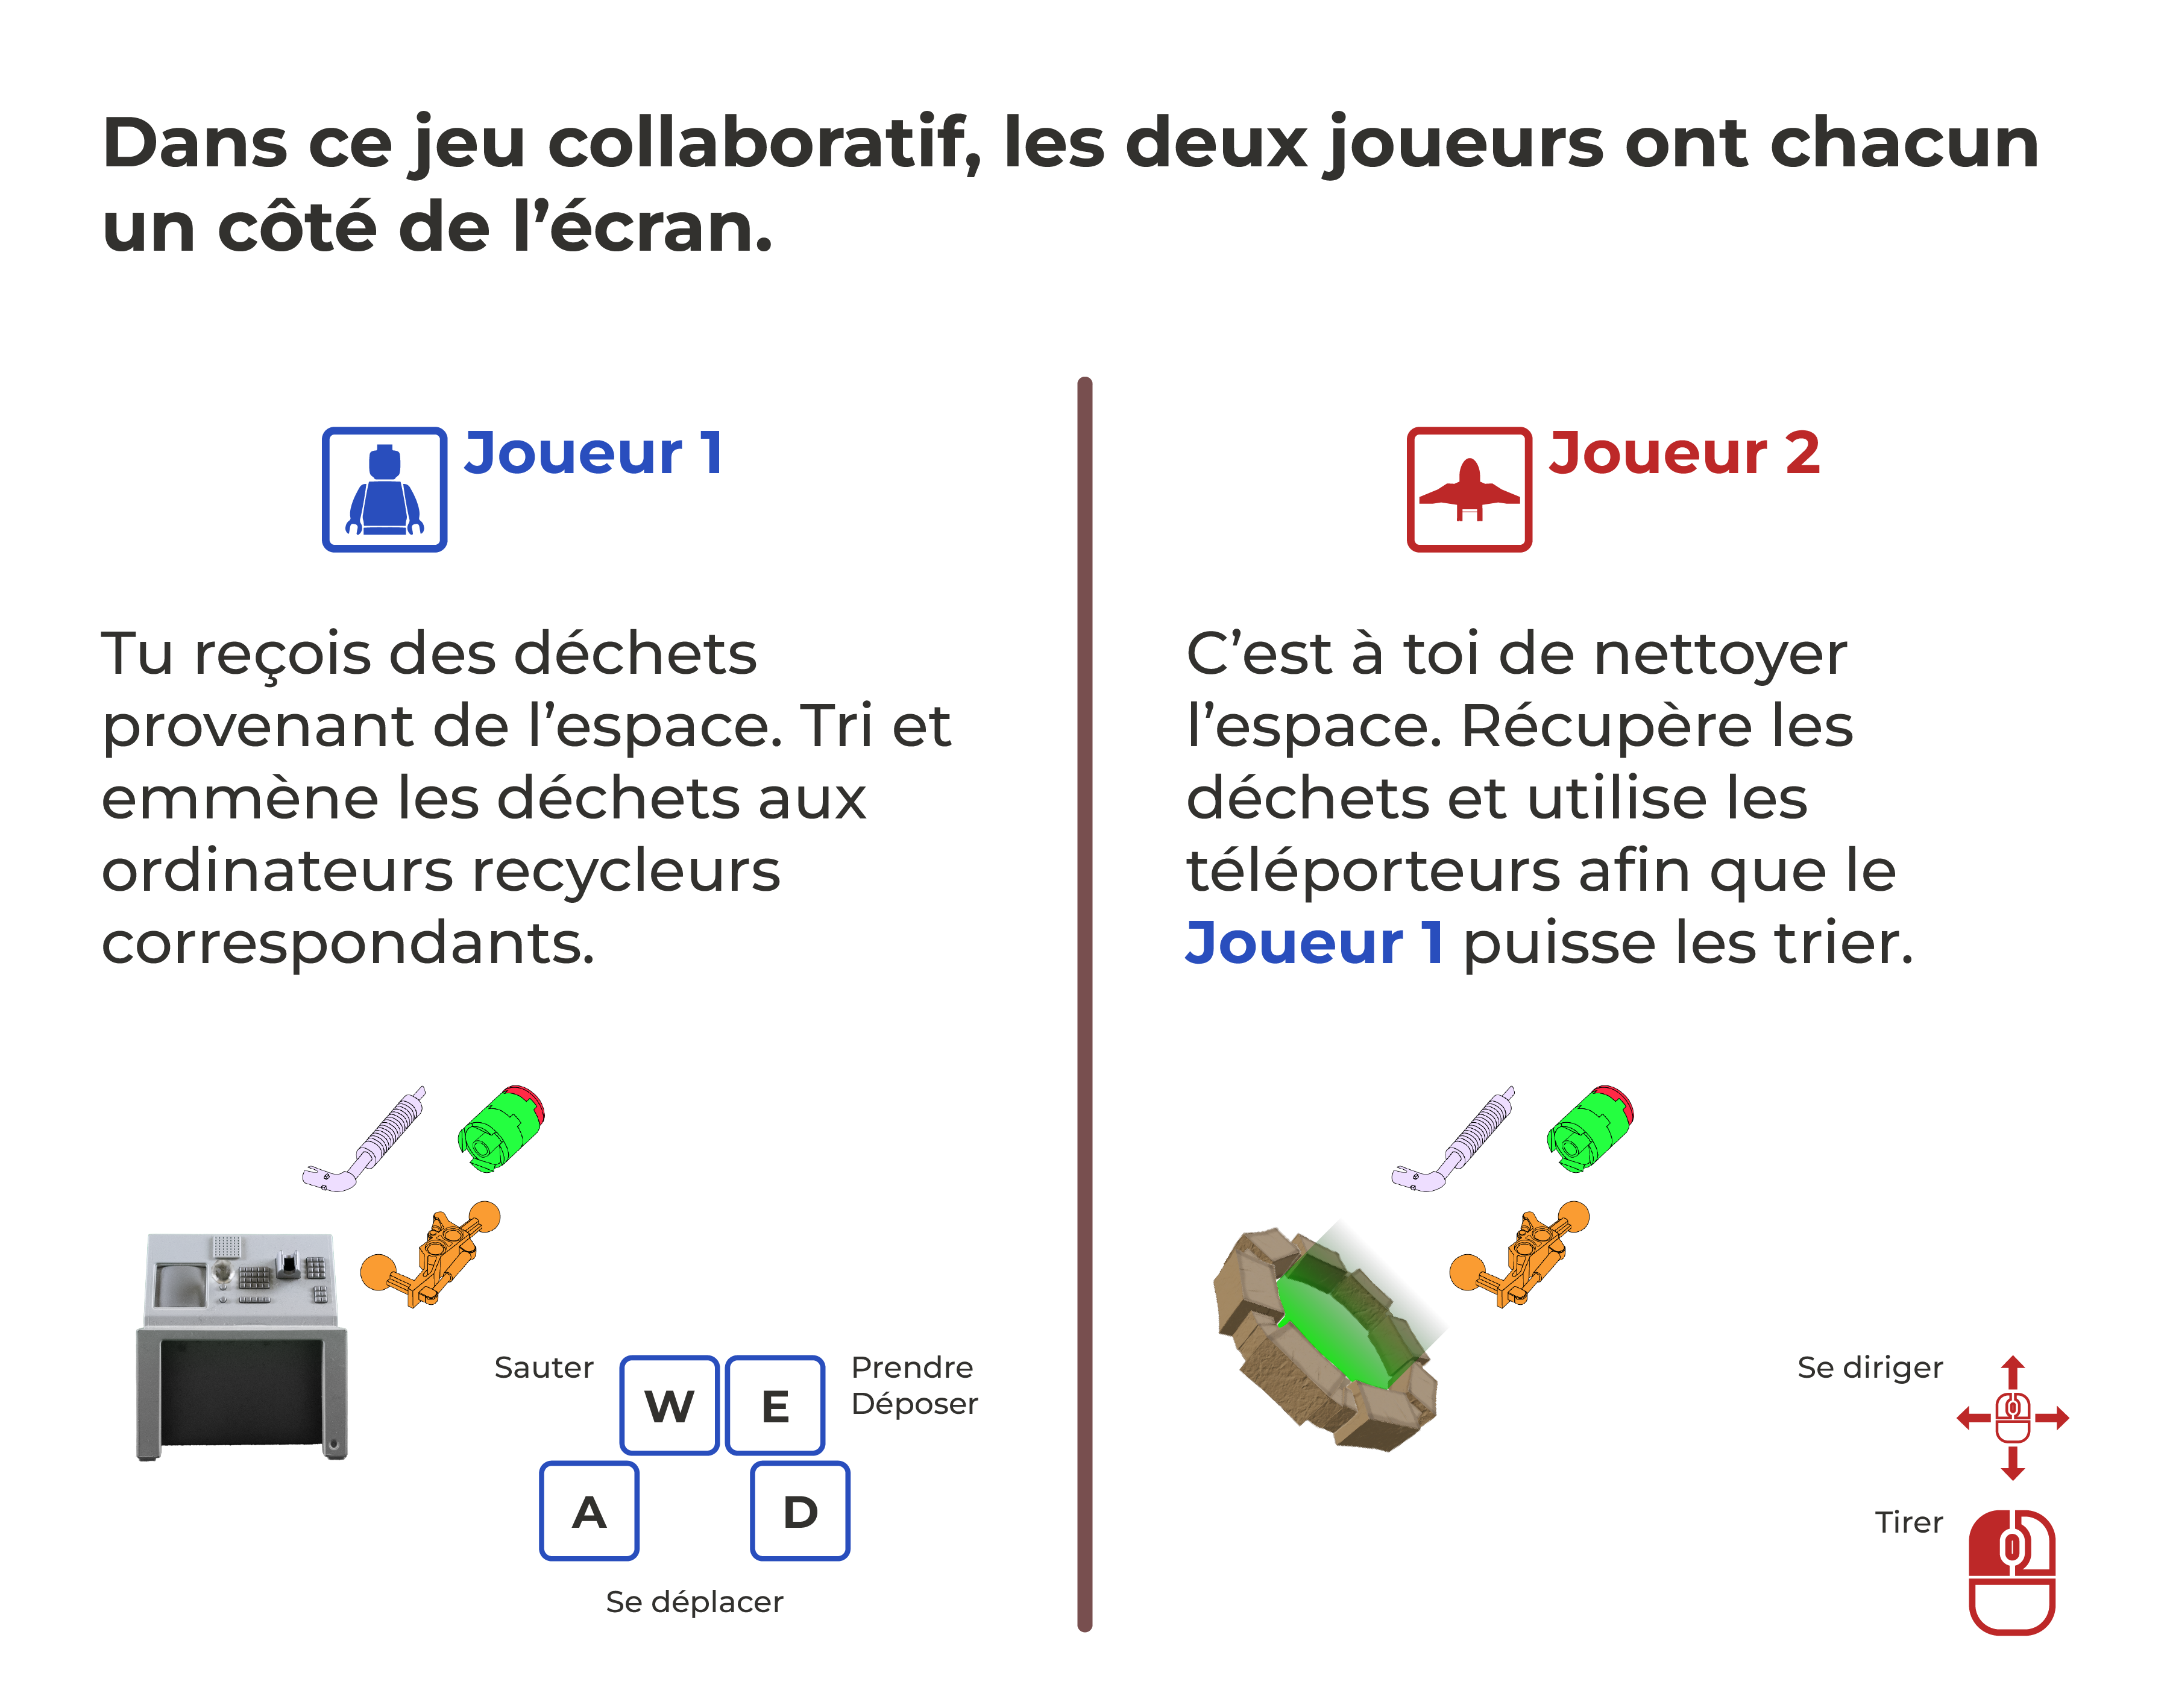 Dans ce jeu collaboratif, les deux joueurs ont chacun
un côté de l’écran.
Joueur 1
Tu reçois des déchets
provenant de l’espace. Tri et
emmène les déchets aux
ordinateurs recycleurs
correspondants.
Sauter
W
E
Prendre
Déposer
A
D
Se déplacer
Joueur 2
C’est à toi de nettoyer
l’espace. Récupère les
déchets et utilise les
téléporteurs afin que le
Joueur 1 puisse les trier.
Se diriger
Tirer